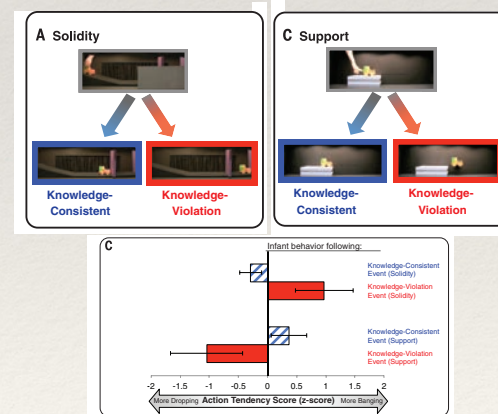 A Solidity
Knowledge-
Consistent
Knowledge-
Violation
C Support
Knowledge-
Consistent
Knowledge-
Violation
C
Infant behavior following:
Knowledge-Consistent
Event (Solidity)
Knowledge-Violation
Event (Solidity)
Knowledge-Consistent
Event (Support)
Knowledge-Violation
Event (Support)
-2 -1.5 -1 -0.5 0 0.5 1 1.5 2
More Dropping Action Tendency Score (z-score) More Banging